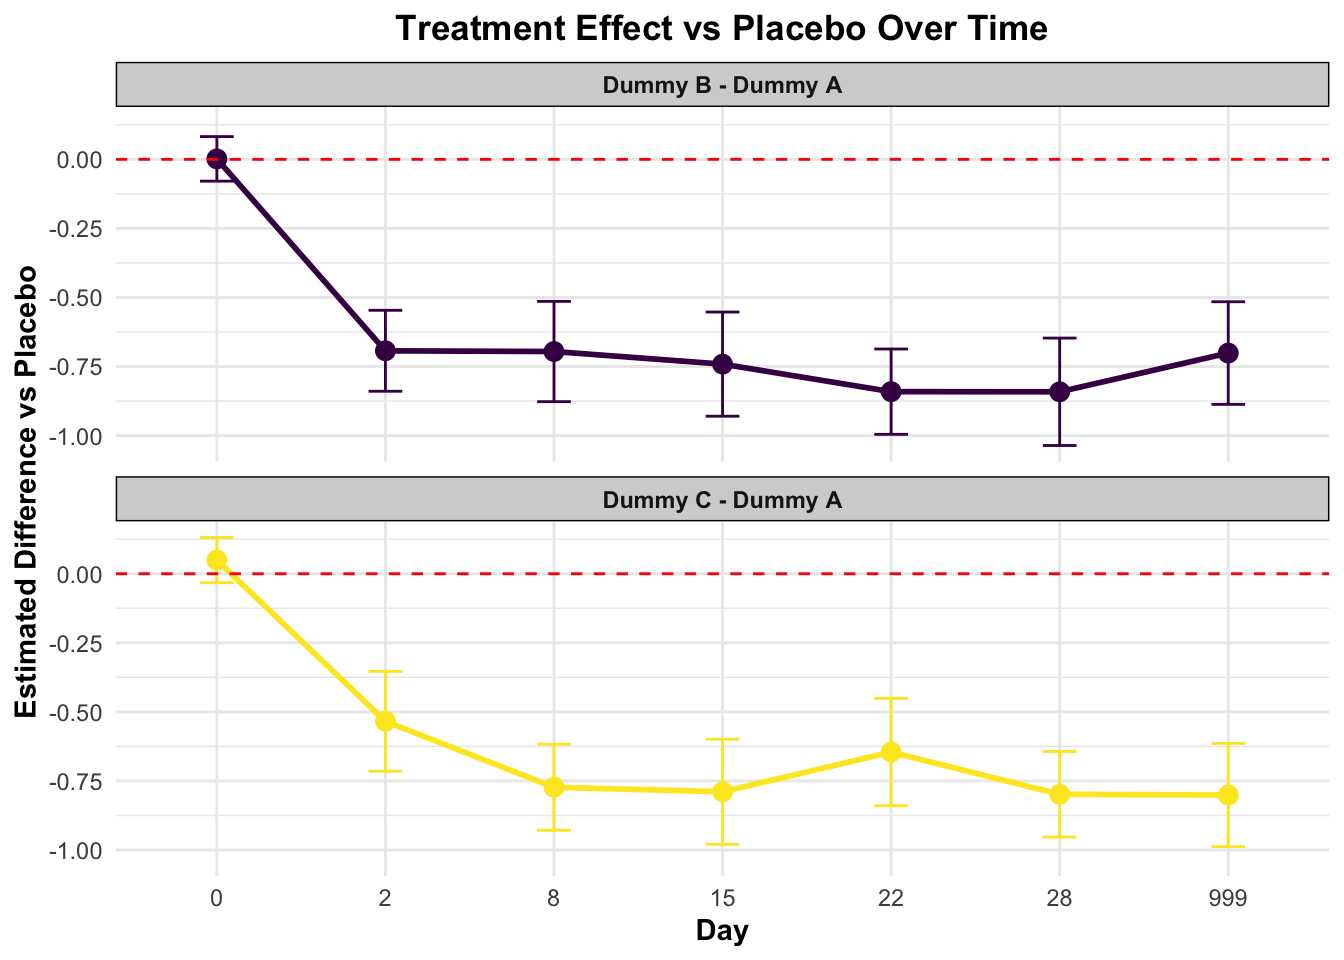 Treatment Effect vs Placebo Over Time
Dummy B - Dummy A
0.00
-0.25
-0.50
-0.75
-1.00
Dummy C - Dummy A
0.00
-0.25
-0.50
-0.75
-1.00
Estimated Difference vs Placebo
0 2 8 15 22 28 999
Day